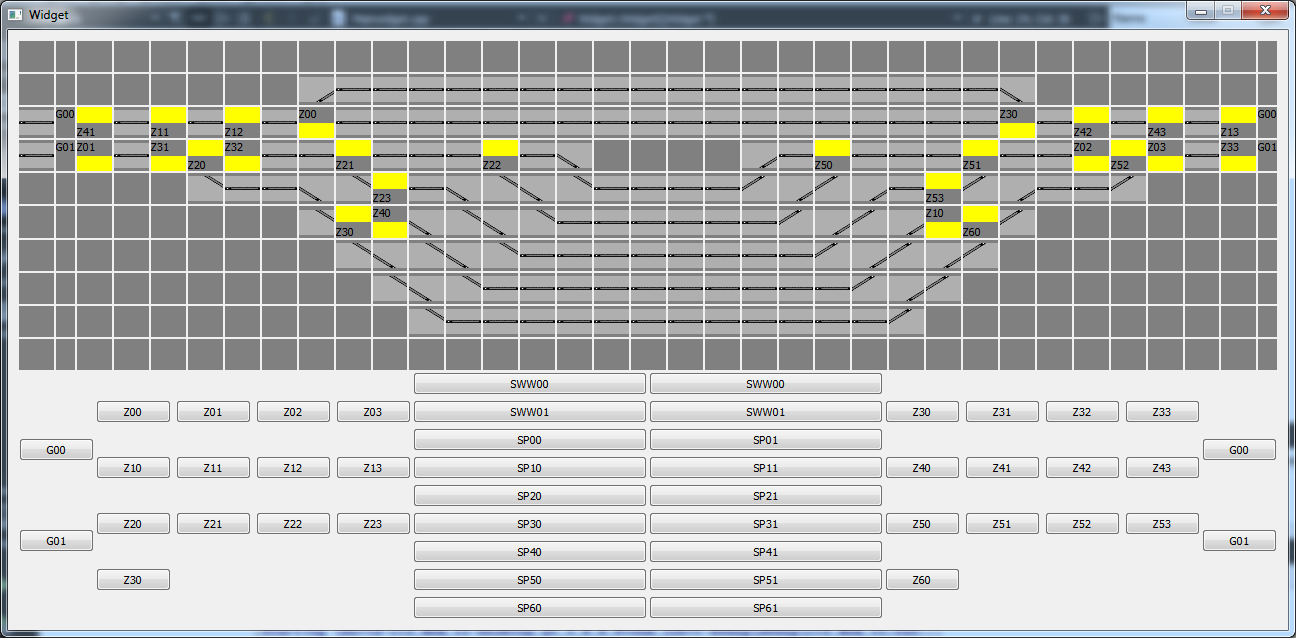 Widget
G00 Z00 Z30 G00
Z41 Z11 Z12 Z42 Z43 Z13
G01 Z01 Z31 Z32 Z02 Z03 Z33 G01
Z20 Z21 Z22 Z50 Z51 Z52
Z23 Z53
Z40 Z10
Z30 Z60
SWW00 SWW00
Z00 Z01 Z02 Z03 SWW01 SWW01 Z30 Z31 Z32 Z33
SP00 SP01
G00 G00
Z10 Z11 Z12 Z13 SP10 SP11 Z40 Z41 Z42 Z43
SP20 SP21
Z20 Z21 Z22 Z23 SP30 SP31 Z50 Z51 Z52 Z53
G01 G01
SP40 SP41
Z30 SP50 SP51 Z60
SP60 SP61